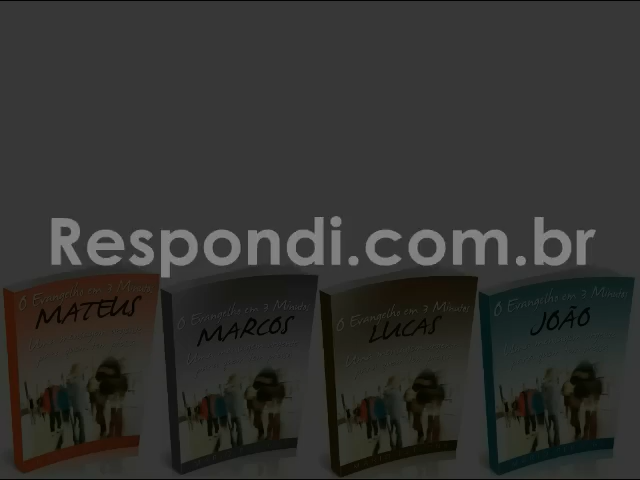 Respondi.com.br
O Evangelho em 3 Minutos
MATEUS
O Evangelho em 3 Minutos
MARCOS
O Evangelho em 3 Minutos
LUCAS
O Evangelho em 3 Minutos
JOÃO